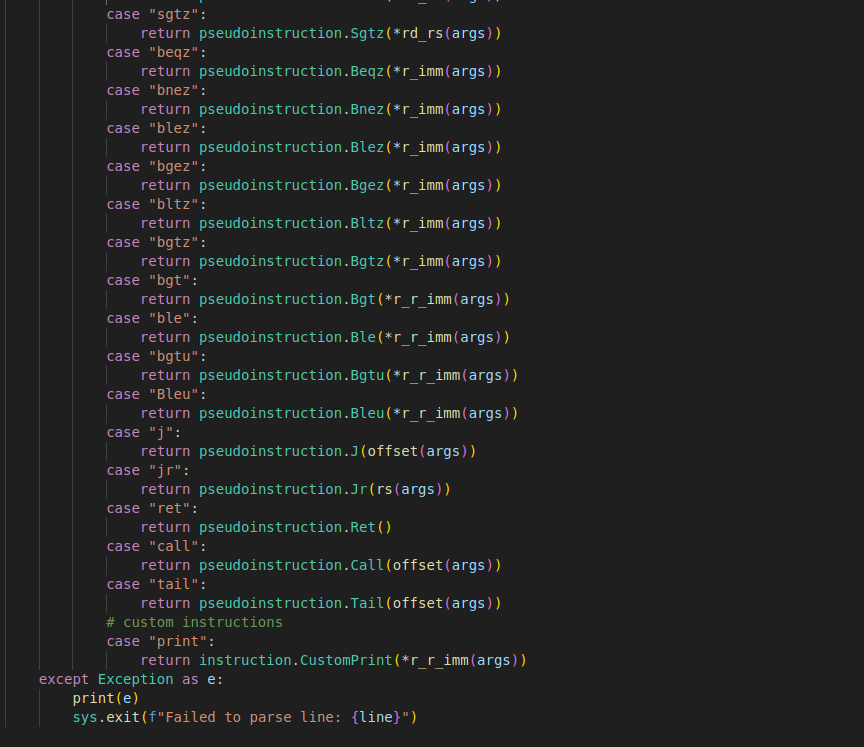 case "sgtz":
return pseudoinstruction.Sgtz(*rd_rs(args))
case "beqz":
return pseudoinstruction.Beqz(*r_imm(args))
case "bnez":
return pseudoinstruction.Bnez(*r_imm(args))
case "blez":
return pseudoinstruction.Blez(*r_imm(args))
case "bgez":
return pseudoinstruction.Bgez(*r_imm(args))
case "bltz":
return pseudoinstruction.Bltz(*r_imm(args))
case "bgtz":
return pseudoinstruction.Bgtz(*r_imm(args))
case "bgt":
return pseudoinstruction.Bgt(*r_r_imm(args))
case "ble":
return pseudoinstruction.Ble(*r_r_imm(args))
case "bgtu":
return pseudoinstruction.Bgtu(*r_r_imm(args))
case "Bleu":
return pseudoinstruction.Bleu(*r_r_imm(args))
case "j":
return pseudoinstruction.J(offset(args))
case "jr":
return pseudoinstruction.Jr(rs(args))
case "ret":
return pseudoinstruction.Ret()
case "call":
return pseudoinstruction.Call(offset(args))
case "tail":
return pseudoinstruction.Tail(offset(args))
# custom instructions
case "print":
return instruction.CustomPrint(*r_r_imm(args))
except Exception as e:
print(e)
sys.exit(f"Failed to parse line: {line}")